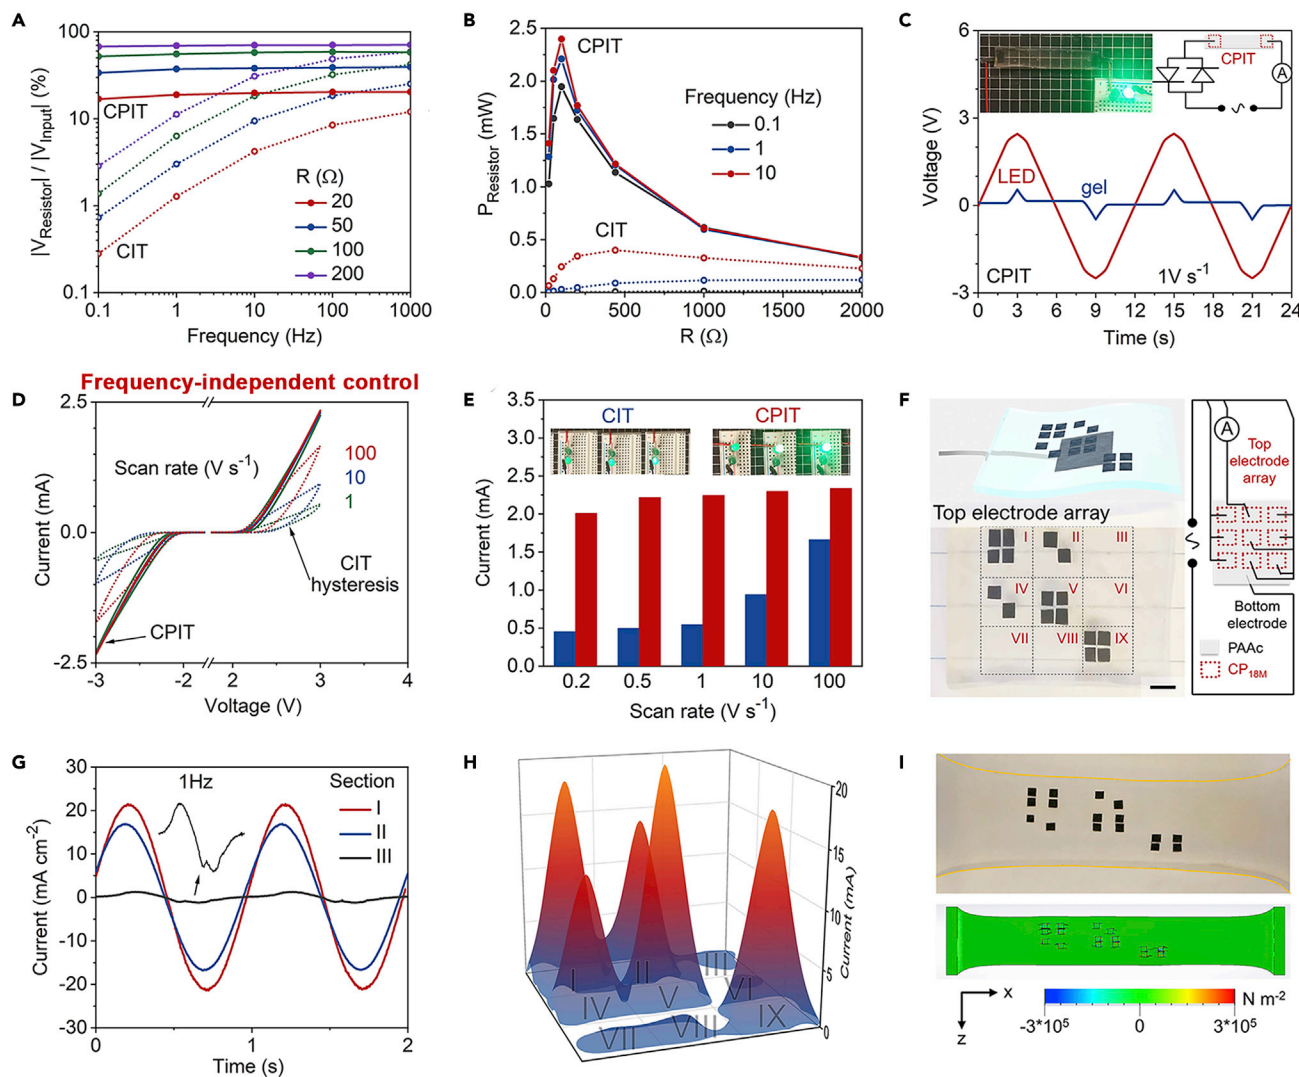 A
|V_Resistor| / |V_Input| (%)
100
10
1
0.1
CPIT
CIT
R (Ω)
20
50
100
200
0.1
1
10
100
1000
Frequency (Hz)
B
P_Resistor (mW)
2.5
2.0
1.5
1.0
0.5
0.0
CPIT
CIT
Frequency (Hz)
0.1
1
10
0
500
1000
1500
2000
R (Ω)
C
Voltage (V)
6
3
0
-3
CPIT
A
LED
gel
CPIT
1V s⁻¹
0
3
6
9
12
15
18
21
24
Time (s)
Frequency-independent control
D
Current (mA)
2.5
0.0
-2.5
Scan rate (V s⁻¹)
100
10
1
CIT
hysteresis
CPIT
-3
-2
2
3
4
Voltage (V)
E
Current (mA)
3.5
3.0
2.5
2.0
1.5
1.0
0.5
0.0
CIT
CPIT
0.2
0.5
1
10
100
Scan rate (V s⁻¹)
F
Top electrode array
I
II
III
IV
V
VI
VII
VIII
IX
A
Top
electrode
array
Bottom
electrode
PAAc
CP₁₈M
G
Current (mA cm⁻²)
30
20
10
0
-10
-20
-30
1Hz
Section
I
II
III
0
1
2
Time (s)
H
20
15
10
5
0
Current (mA)
I
II
III
IV
V
VI
VII
VIII
IX
I
x
z
N m⁻²
-3*10⁵
0
3*10⁵